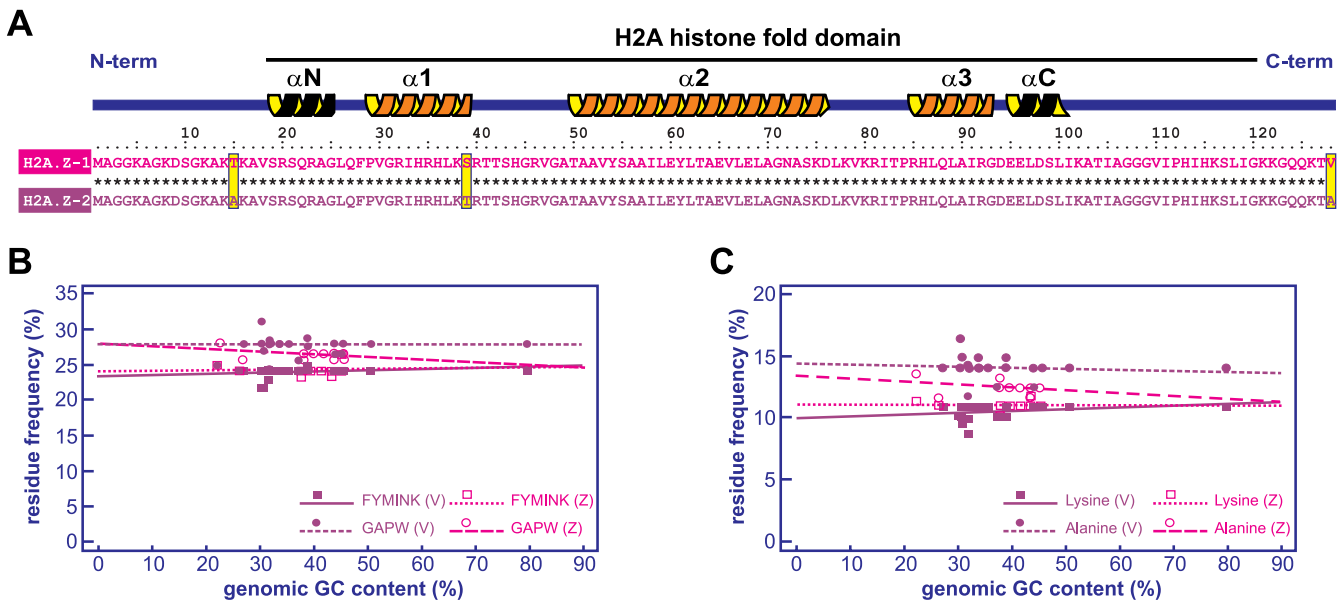 A
H2A histone fold domain
N-term
C-term
αN α1 α2 α3 αC
10 20 30 40 50 60 70 80 90 100 110 120
H2A.Z-1 MAGGKAGKDSGKAKTKAVSRSQRAGLQFPVGRIHRHLKSRTTSHGRVGATAAVYSAAILEYLTAEVLELAGNASKDLKVKRITPRHLQLAIRGDEELDSLIKATIAGGGVIPHIHKSLIGKKGQQKTV
H2A.Z-2 MAGGKAGKDSGKAKAKAVSRSQRAGLQFPVGRIHRHLKTRTTSHGRVGATAAVYSAAILEYLTAEVLELAGNASKDLKVKRITPRHLQLAIRGDEELDSLIKATIAGGGVIPHIHKSLIGKKGQQKTA
B
residue frequency (%)
35
30
25
20
15
10
5
0
FYMINK (V) FYMINK (Z)
GAPW (V) GAPW (Z)
0 10 20 30 40 50 60 70 80 90
genomic GC content (%)
C
residue frequency (%)
20
15
10
5
0
Lysine (V) Lysine (Z)
Alanine (V) Alanine (Z)
0 10 20 30 40 50 60 70 80 90
genomic GC content (%)